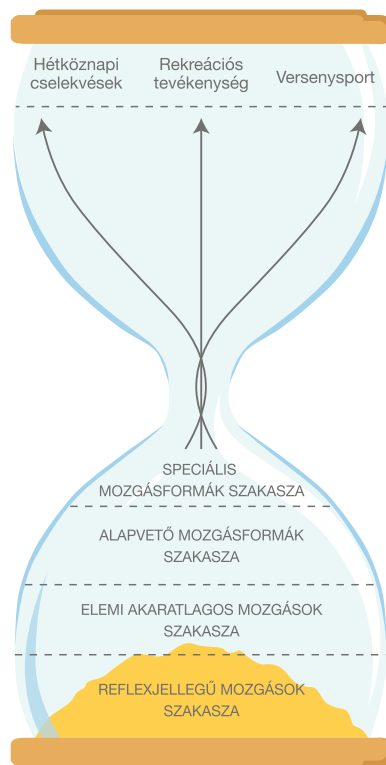 Hétköznapi
cselekvések
Rekreációs
tevékenység
Versenysport
SPECIÁLIS
MOZGÁSFORMÁK SZAKASZA
ALAPVETŐ MOZGÁSFORMÁK
SZAKASZA
ELEMI AKARATLAGOS MOZGÁSOK
SZAKASZA
REFLEXJELLEGŰ MOZGÁSOK
SZAKASZA